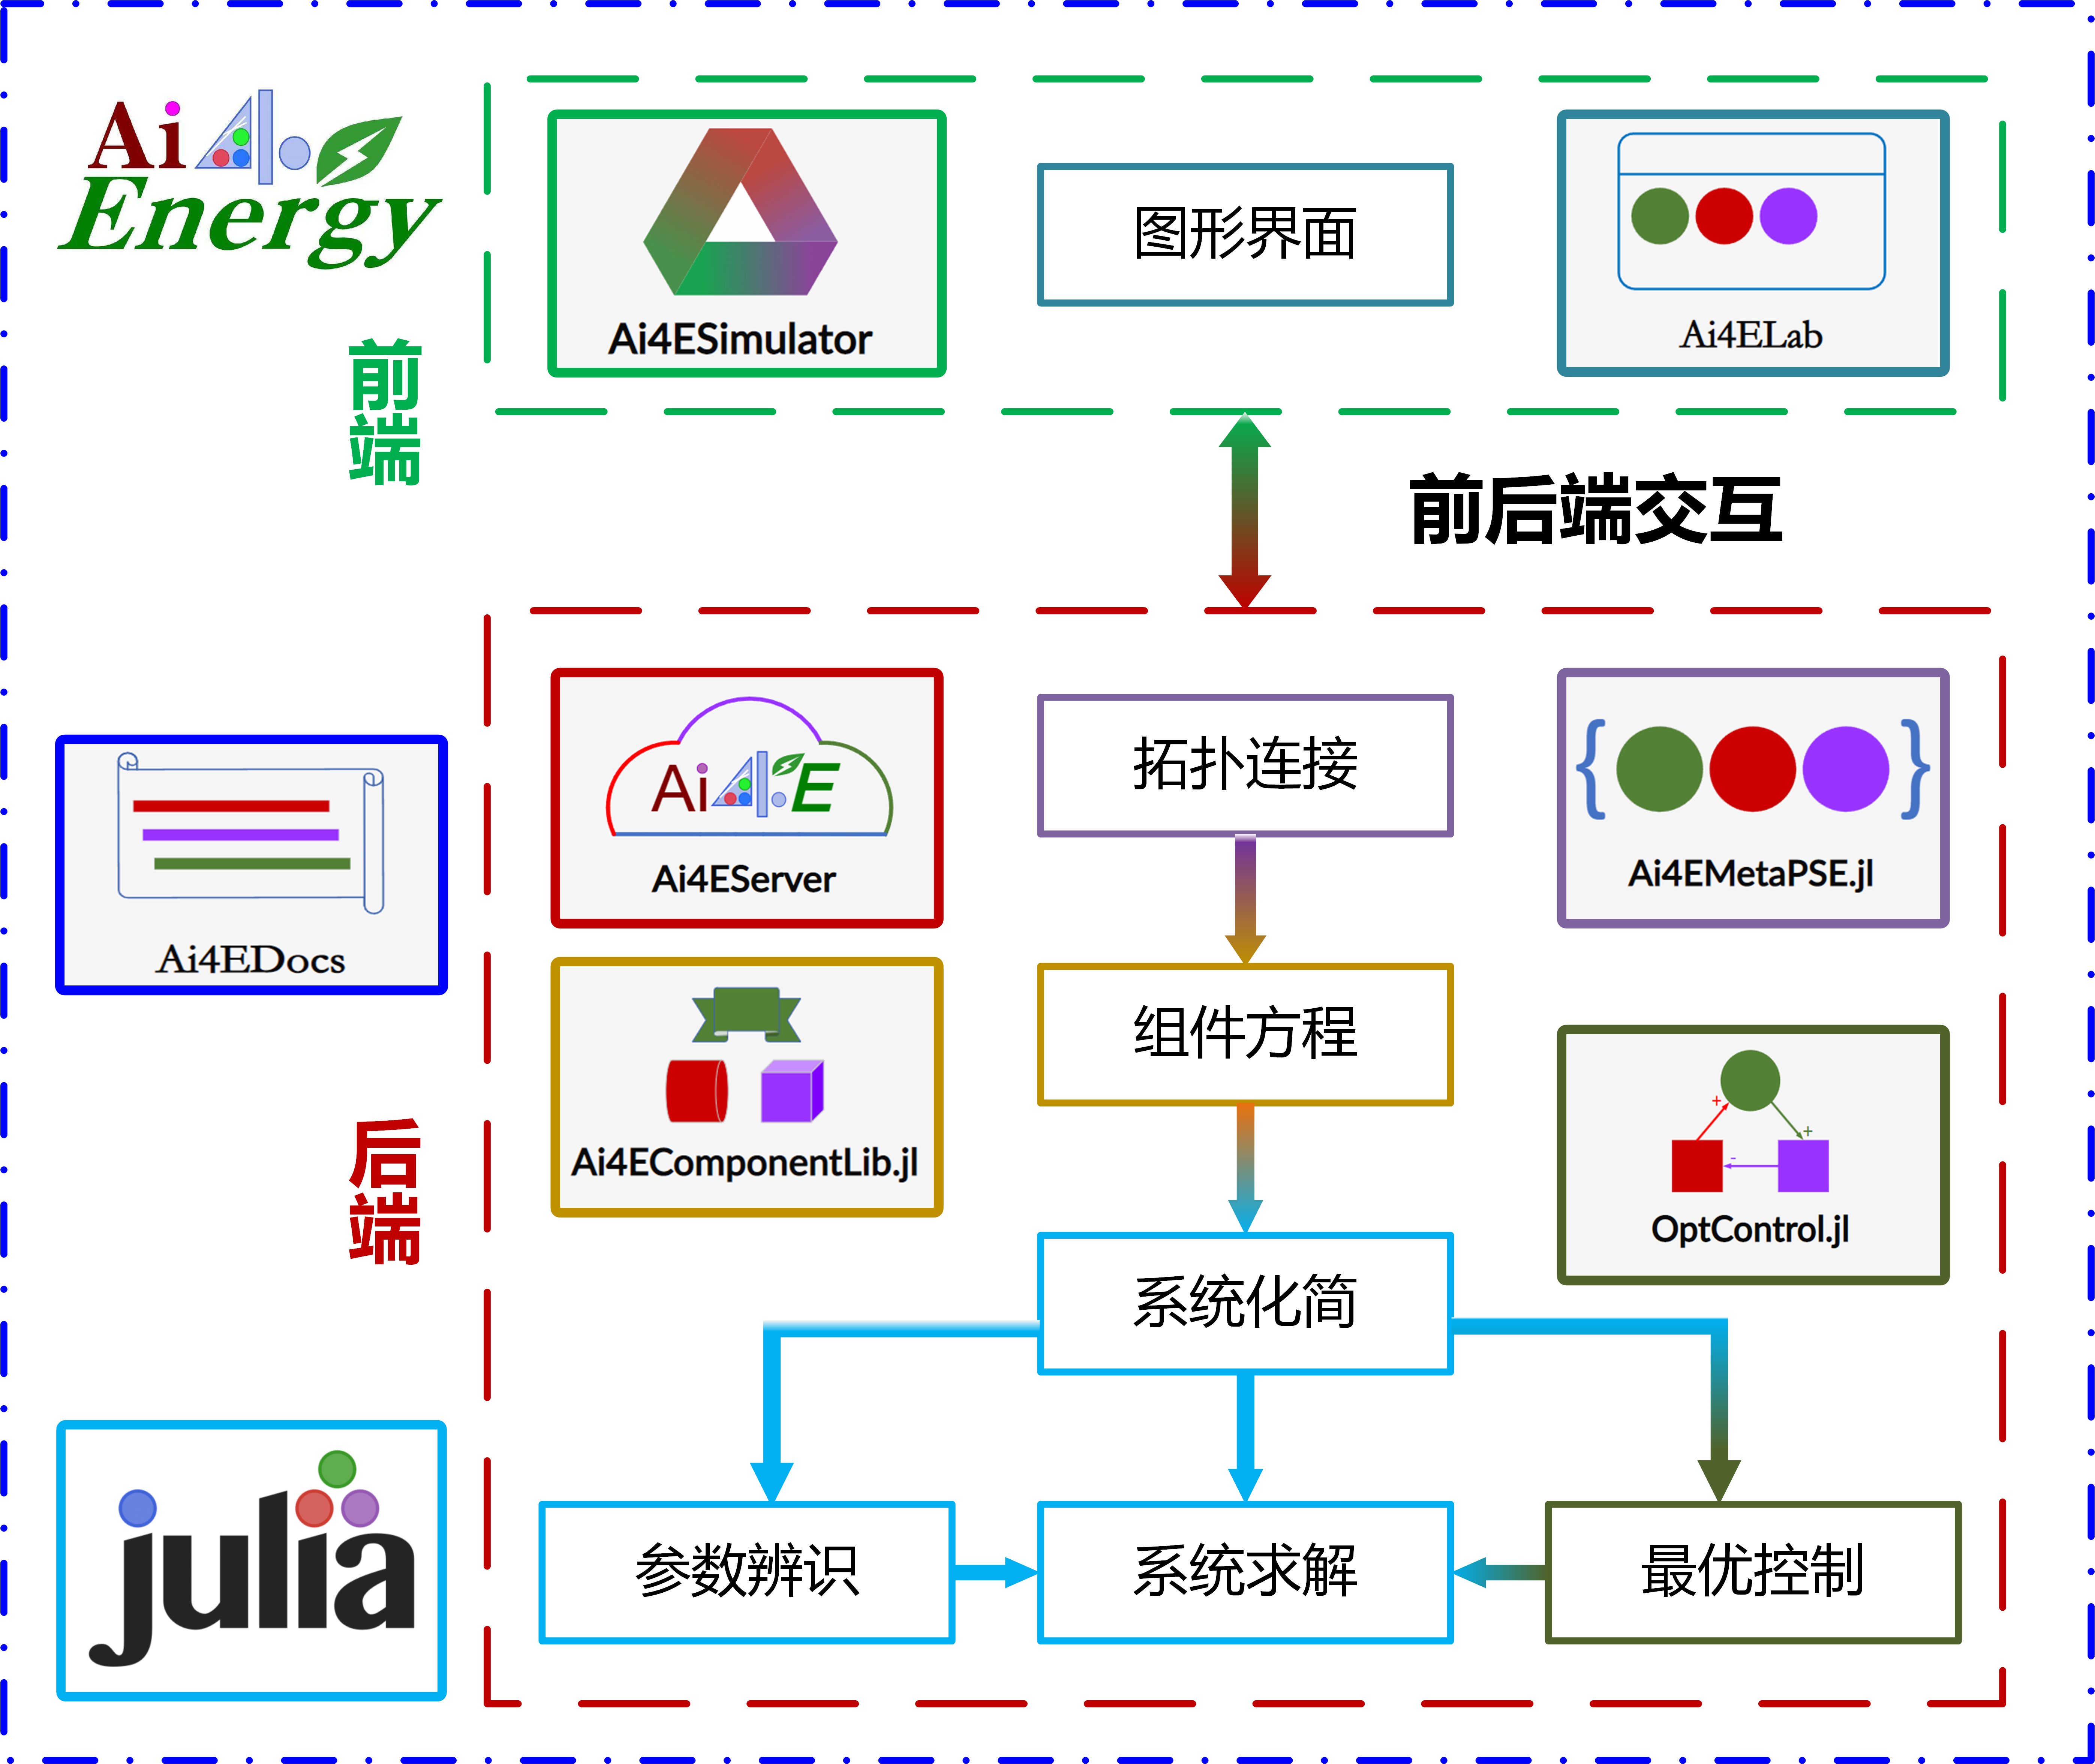 Ai4
Energy
前端
Ai4ESimulator
图形界面
Ai4ELab
前后端交互
Ai4E
Ai4EServer
拓扑连接
{ }
Ai4EMetaPSE.jl
Ai4EDocs
后端
Ai4EComponentLib.jl
组件方程
+
+
-
OptControl.jl
系统化简
julia
参数辨识
系统求解
最优控制